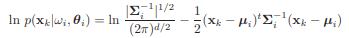 ln p(x_k|ω_i, θ_i) = ln |Σ_i^{-1}|^{1/2} / (2π)^{d/2} − 1/2 (x_k − μ_i)^t Σ_i^{-1} (x_k − μ_i)